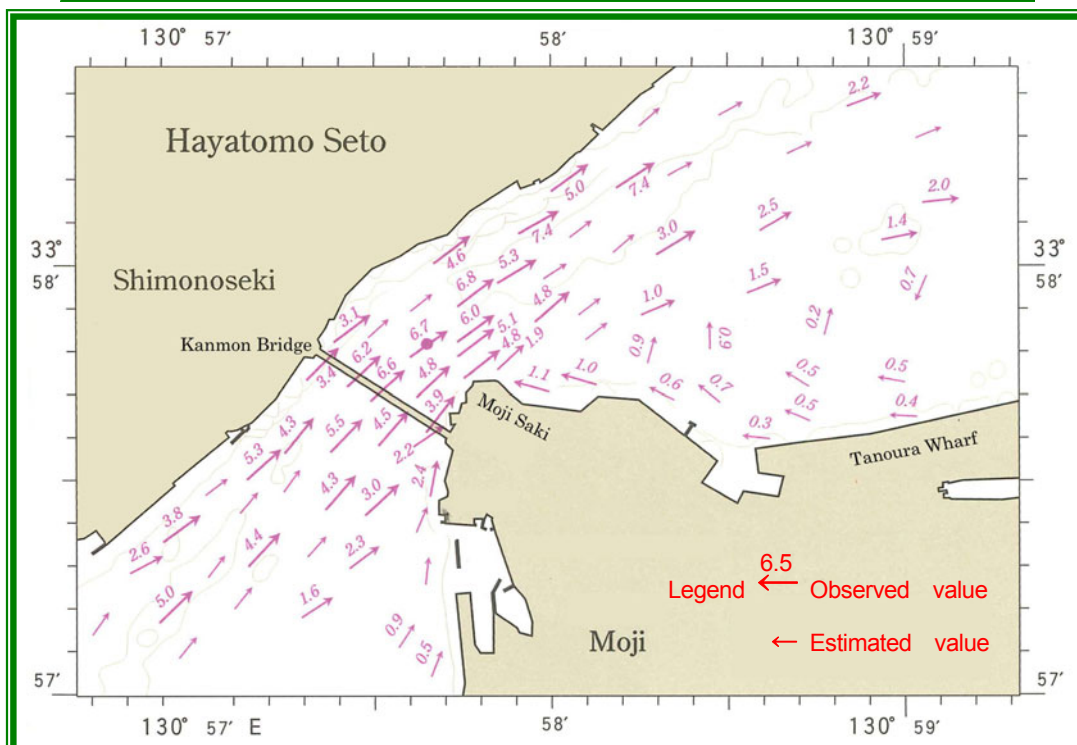 130° 57′ 58′ 130° 59′
2.2
Hayatomo Seto
5.0 7.4 2.0
2.5 1.4
7.4 3.0
4.6
33° 33°
58′ 58′
Shimonoseki
5.3
6.8 4.8 1.5 0.7
3.1 1.0
6.0 0.2
6.7 5.1
Kanmon Bridge 4.8 1.9 0.9 0.9
6.2
3.4 6.6 4.8 1.1 1.0 0.6 0.7 0.5 0.5
3.9 Moji Saki 0.5 0.4
4.3 5.5 4.5 0.3
2.2 Tanoura Wharf
5.3 2.4
4.3 3.0
3.8
2.6 4.4 2.3
6.5
Legend ← Observed value
5.0 1.6
0.9 Moji ← Estimated value
0.5
57′ 57′
130° 57′ E 58′ 130° 59′